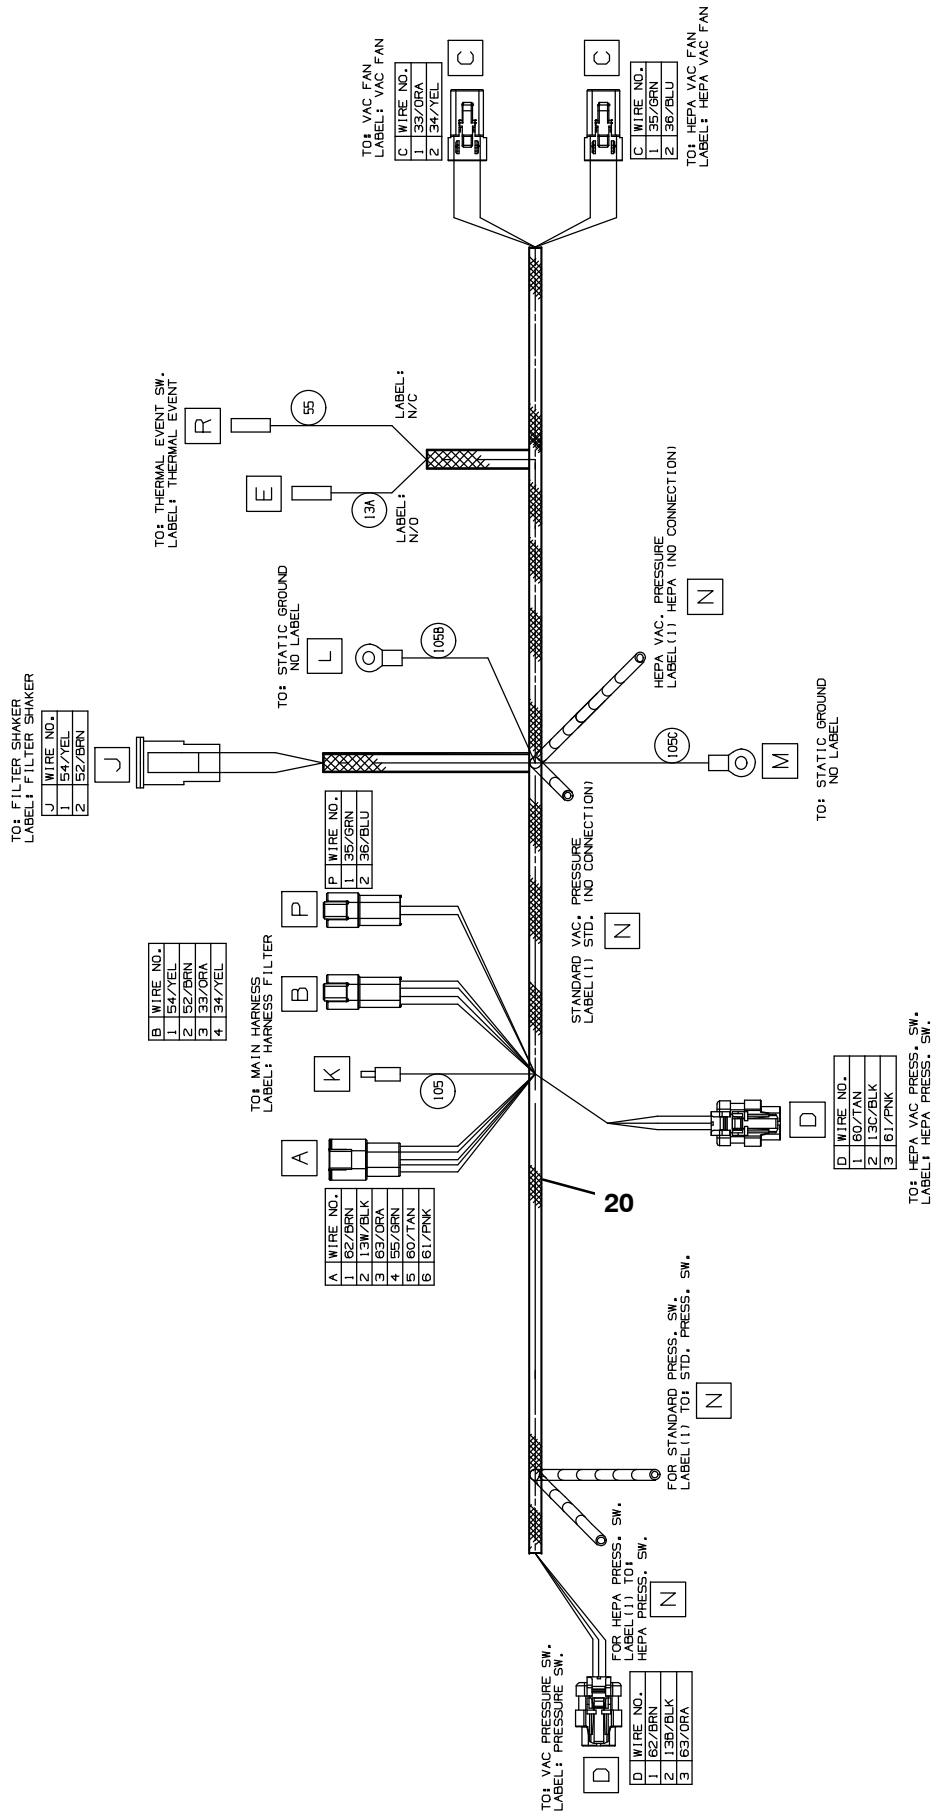 TO: FILTER SHAKER
LABEL: FILTER SHAKER
J WIRE NO.
1 54/YEL
2 52/BRN
J
TO: THERMAL EVENT SW.
LABEL: THERMAL EVENT
R
E
55
13A
LABEL:
N/C
LABEL:
N/O
TO: VAC FAN
LABEL: VAC FAN
C WIRE NO.
1 33/ORA
2 34/YEL
C
C
C WIRE NO.
1 35/GRN
2 36/BLU
TO: HEPA VAC FAN
LABEL: HEPA VAC FAN
TO: STATIC GROUND
NO LABEL
L
105B
P WIRE NO.
1 35/GRN
2 36/BLU
P
B WIRE NO.
1 54/YEL
2 52/BRN
3 33/ORA
4 34/YEL
B
TO: MAIN HARNESS
LABEL: HARNESS FILTER
K
105
A
A WIRE NO.
1 62/BRN
2 13W/BLK
3 63/ORA
4 55/GRN
5 60/TAN
6 61/PNK
HEPA VAC. PRESSURE
LABEL(1) HEPA (NO CONNECTION)
N
105C
M
TO: STATIC GROUND
NO LABEL
STANDARD VAC. PRESSURE
LABEL(1) STD. (NO CONNECTION)
N
20
D
D WIRE NO.
1 60/TAN
2 13C/BLK
3 61/PNK
TO: HEPA VAC PRESS. SW.
LABEL: HEPA PRESS. SW.
FOR STANDARD PRESS. SW.
LABEL(1) TO: STD. PRESS. SW.
N
FOR HEPA PRESS. SW.
LABEL(1) TO:
HEPA PRESS. SW.
N
TO: VAC PRESSURE SW.
LABEL: PRESSURE SW.
D
D WIRE NO.
1 62/BRN
2 13B/BLK
3 63/ORA